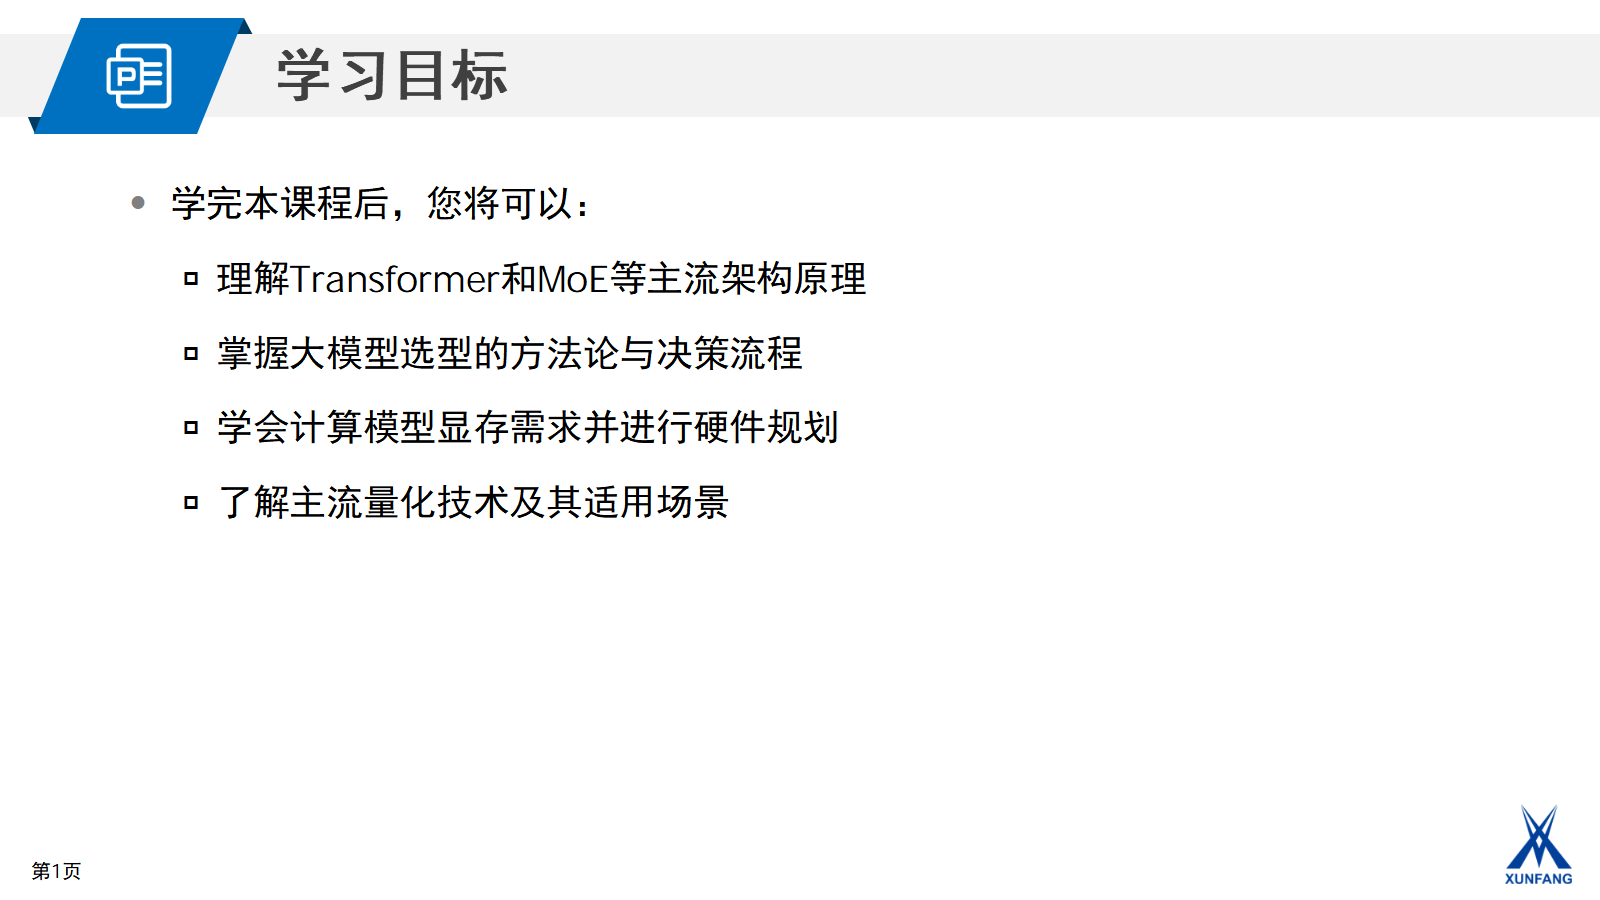 学习目标
学完本课程后，您将可以：
理解Transformer和MoE等主流架构原理
掌握大模型选型的方法论与决策流程
学会计算模型显存需求并进行硬件规划
了解主流量化技术及其适用场景
第1页
XUNFANG